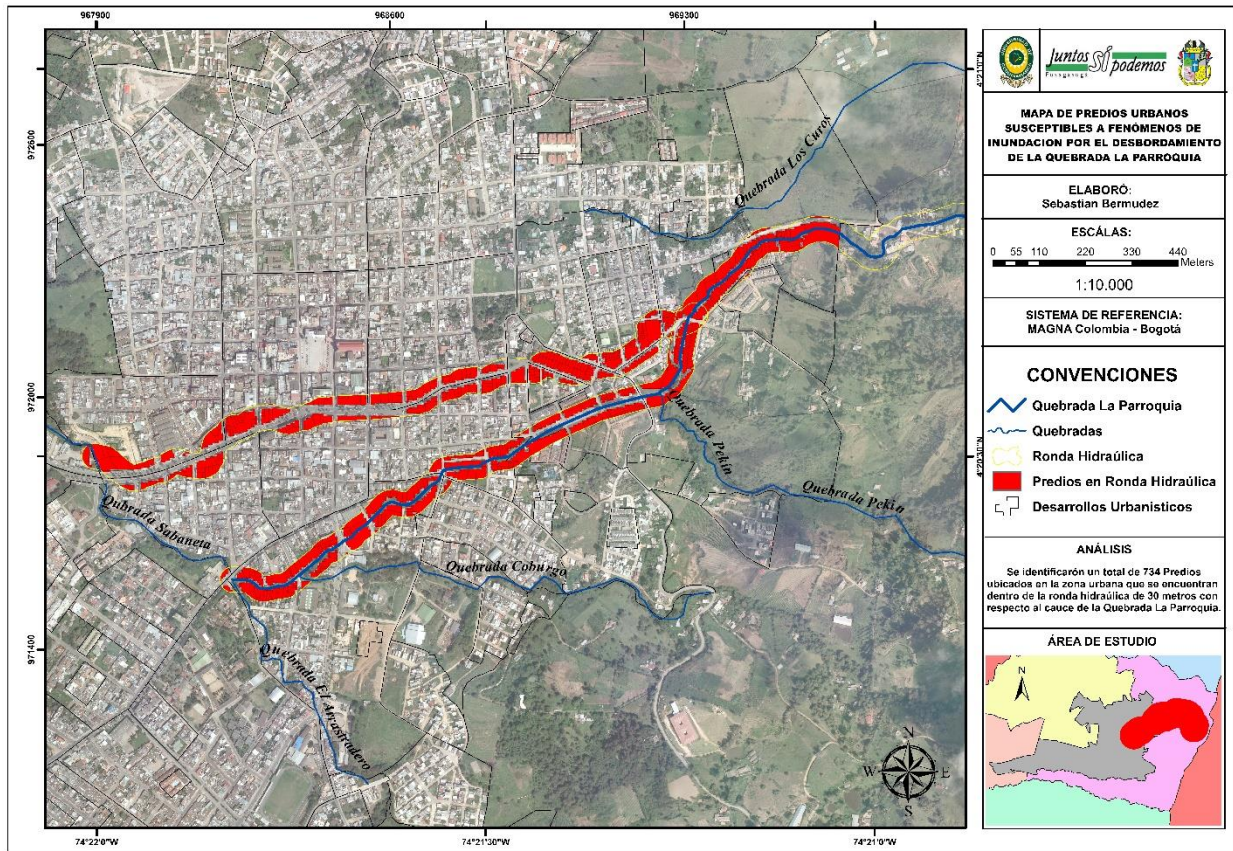 967900
968600
969300
972600
972000
971400
4°21'0"N
4°20'30"N
74°22'0"W
74°21'30"W
74°21'0"W
Quebrada Los Curos
Quebrada Pekin
Quebrada Pekin
Qubrada Sabaneta
Quebrada Coburgo
Quebrada El Arrastradero
N
W
E
S
Juntos
SÍ podemos
Fusagasugá
MAPA DE PREDIOS URBANOS
SUSCEPTIBLES A FENÓMENOS DE
INUNDACION POR EL DESBORDAMIENTO
DE LA QUEBRADA LA PARROQUIA
ELABORÓ:
Sebastian Bermudez
ESCÁLAS:
0 55 110 220 330 440
Meters
1:10.000
SISTEMA DE REFERENCIA:
MAGNA Colombia - Bogotá
CONVENCIONES
Quebrada La Parroquia
Quebradas
Ronda Hidraúlica
Predios en Ronda Hidraúlica
Desarrollos Urbanisticos
ANÁLISIS
Se identificarón un total de 734 Predios
ubicados en la zona urbana que se encuentran
dentro de la ronda hidraúlica de 30 metros con
respecto al cauce de la Quebrada La Parroquia.
ÁREA DE ESTUDIO
N